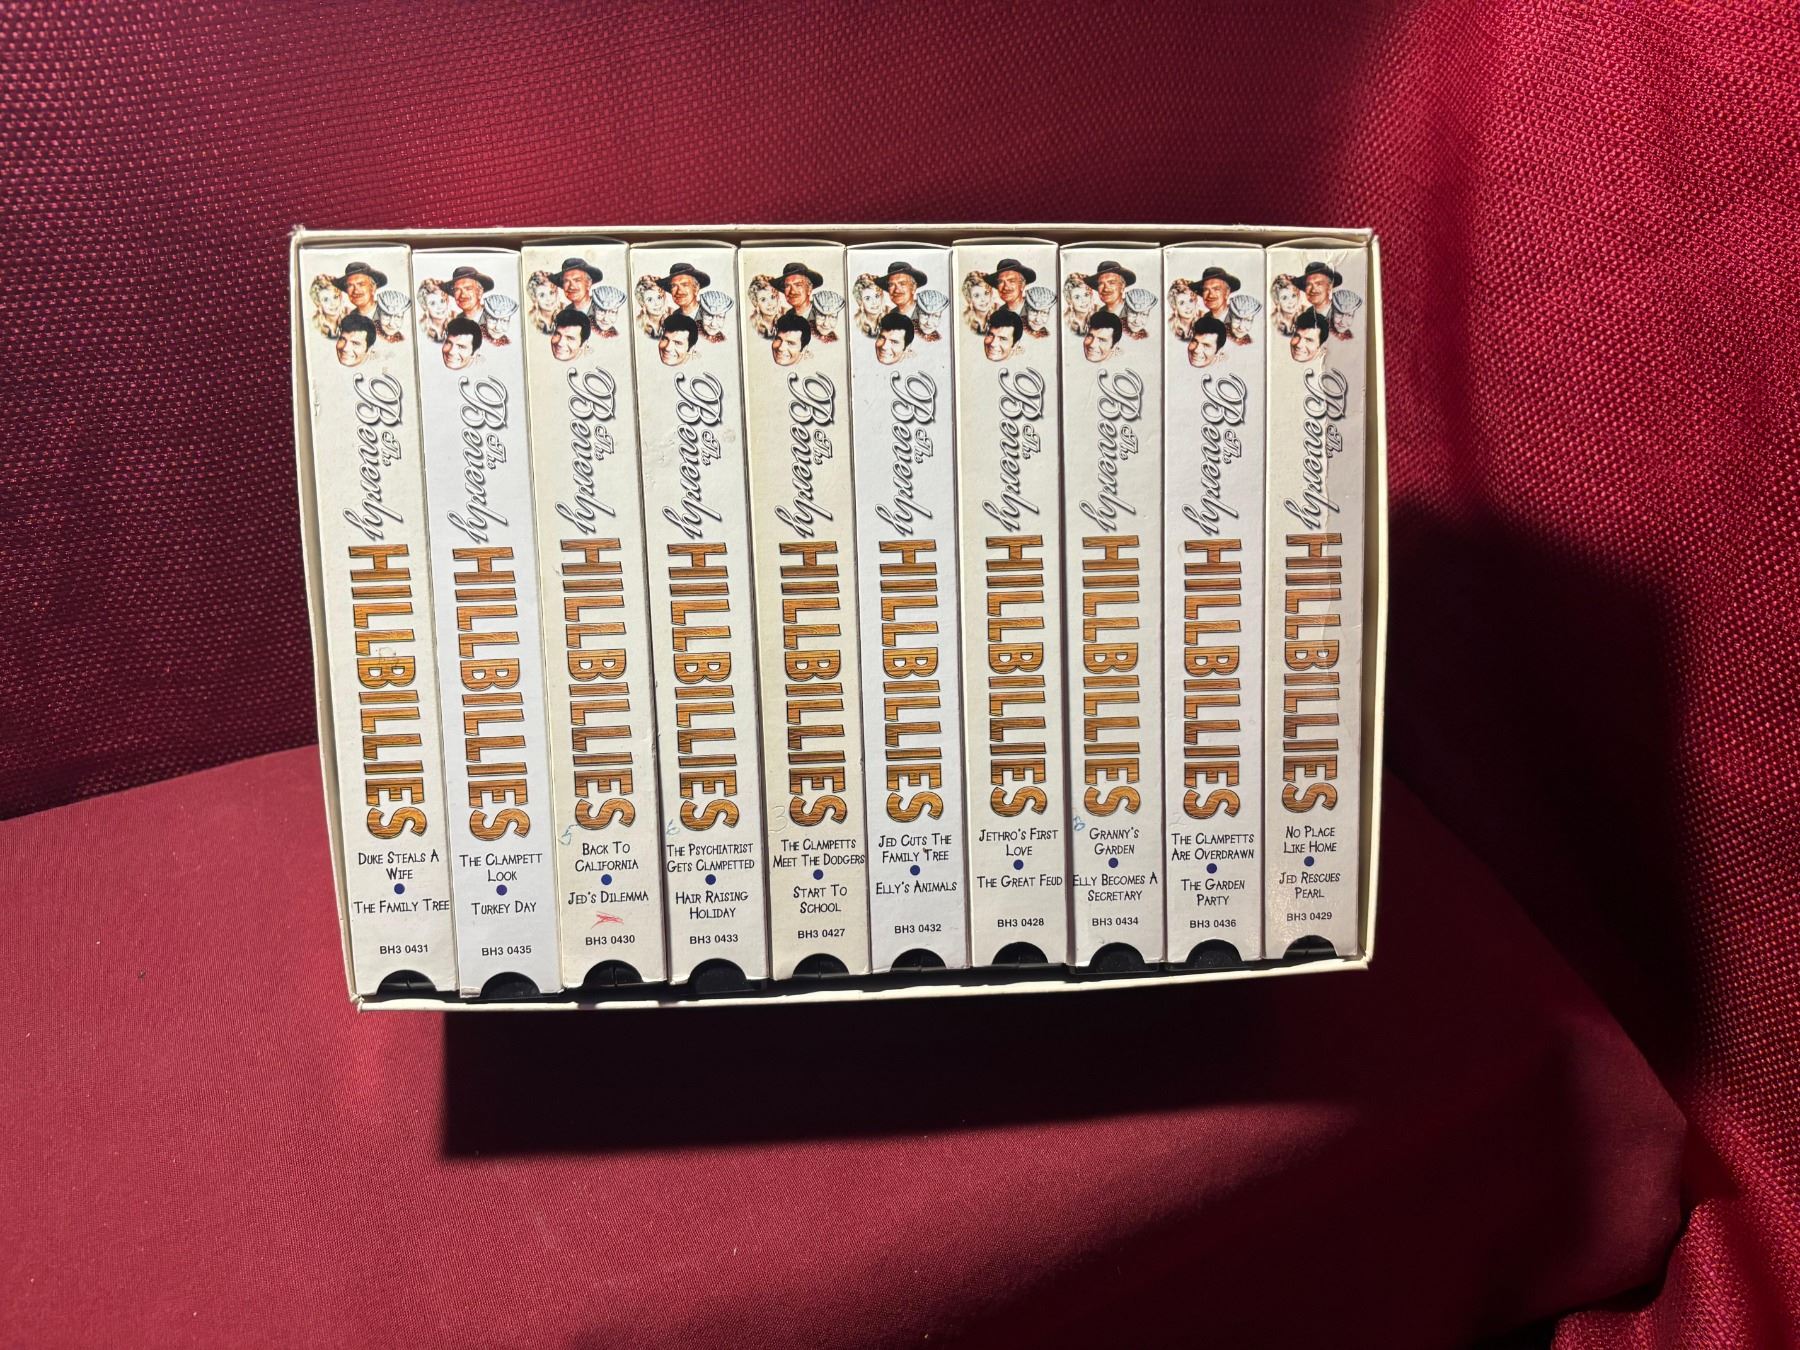 The
Beverly
HILLBILLIES
DUKE STEALS A
WIFE
THE FAMILY TREE
BH3 0431
The
Beverly
HILLBILLIES
THE CLAMPETT
LOOK
TURKEY DAY
BH3 0435
The
Beverly
HILLBILLIES
5
BACK TO
CALIFORNIA
JED'S DILEMMA
BH3 0430
The
Beverly
HILLBILLIES
6
THE PSYCHIATRIST
GETS CLAMPETTED
HAIR RAISING
HOLIDAY
BH3 0433
The
Beverly
HILLBILLIES
3
THE CLAMPETTS
MEET THE DODGERS
START TO
SCHOOL
BH3 0427
The
Beverly
HILLBILLIES
JED CUTS THE
FAMILY TREE
ELLY'S ANIMALS
BH3 0432
The
Beverly
HILLBILLIES
JETHRO'S FIRST
LOVE
THE GREAT FEUD
BH3 0428
The
Beverly
HILLBILLIES
8
GRANNY'S
GARDEN
ELLY BECOMES A
SECRETARY
BH3 0434
The
Beverly
HILLBILLIES
THE CLAMPETTS
ARE OVERDRAWN
THE GARDEN
PARTY
BH3 0436
The
Beverly
HILLBILLIES
NO PLACE
LIKE HOME
JED RESCUES
PEARL
BH3 0429